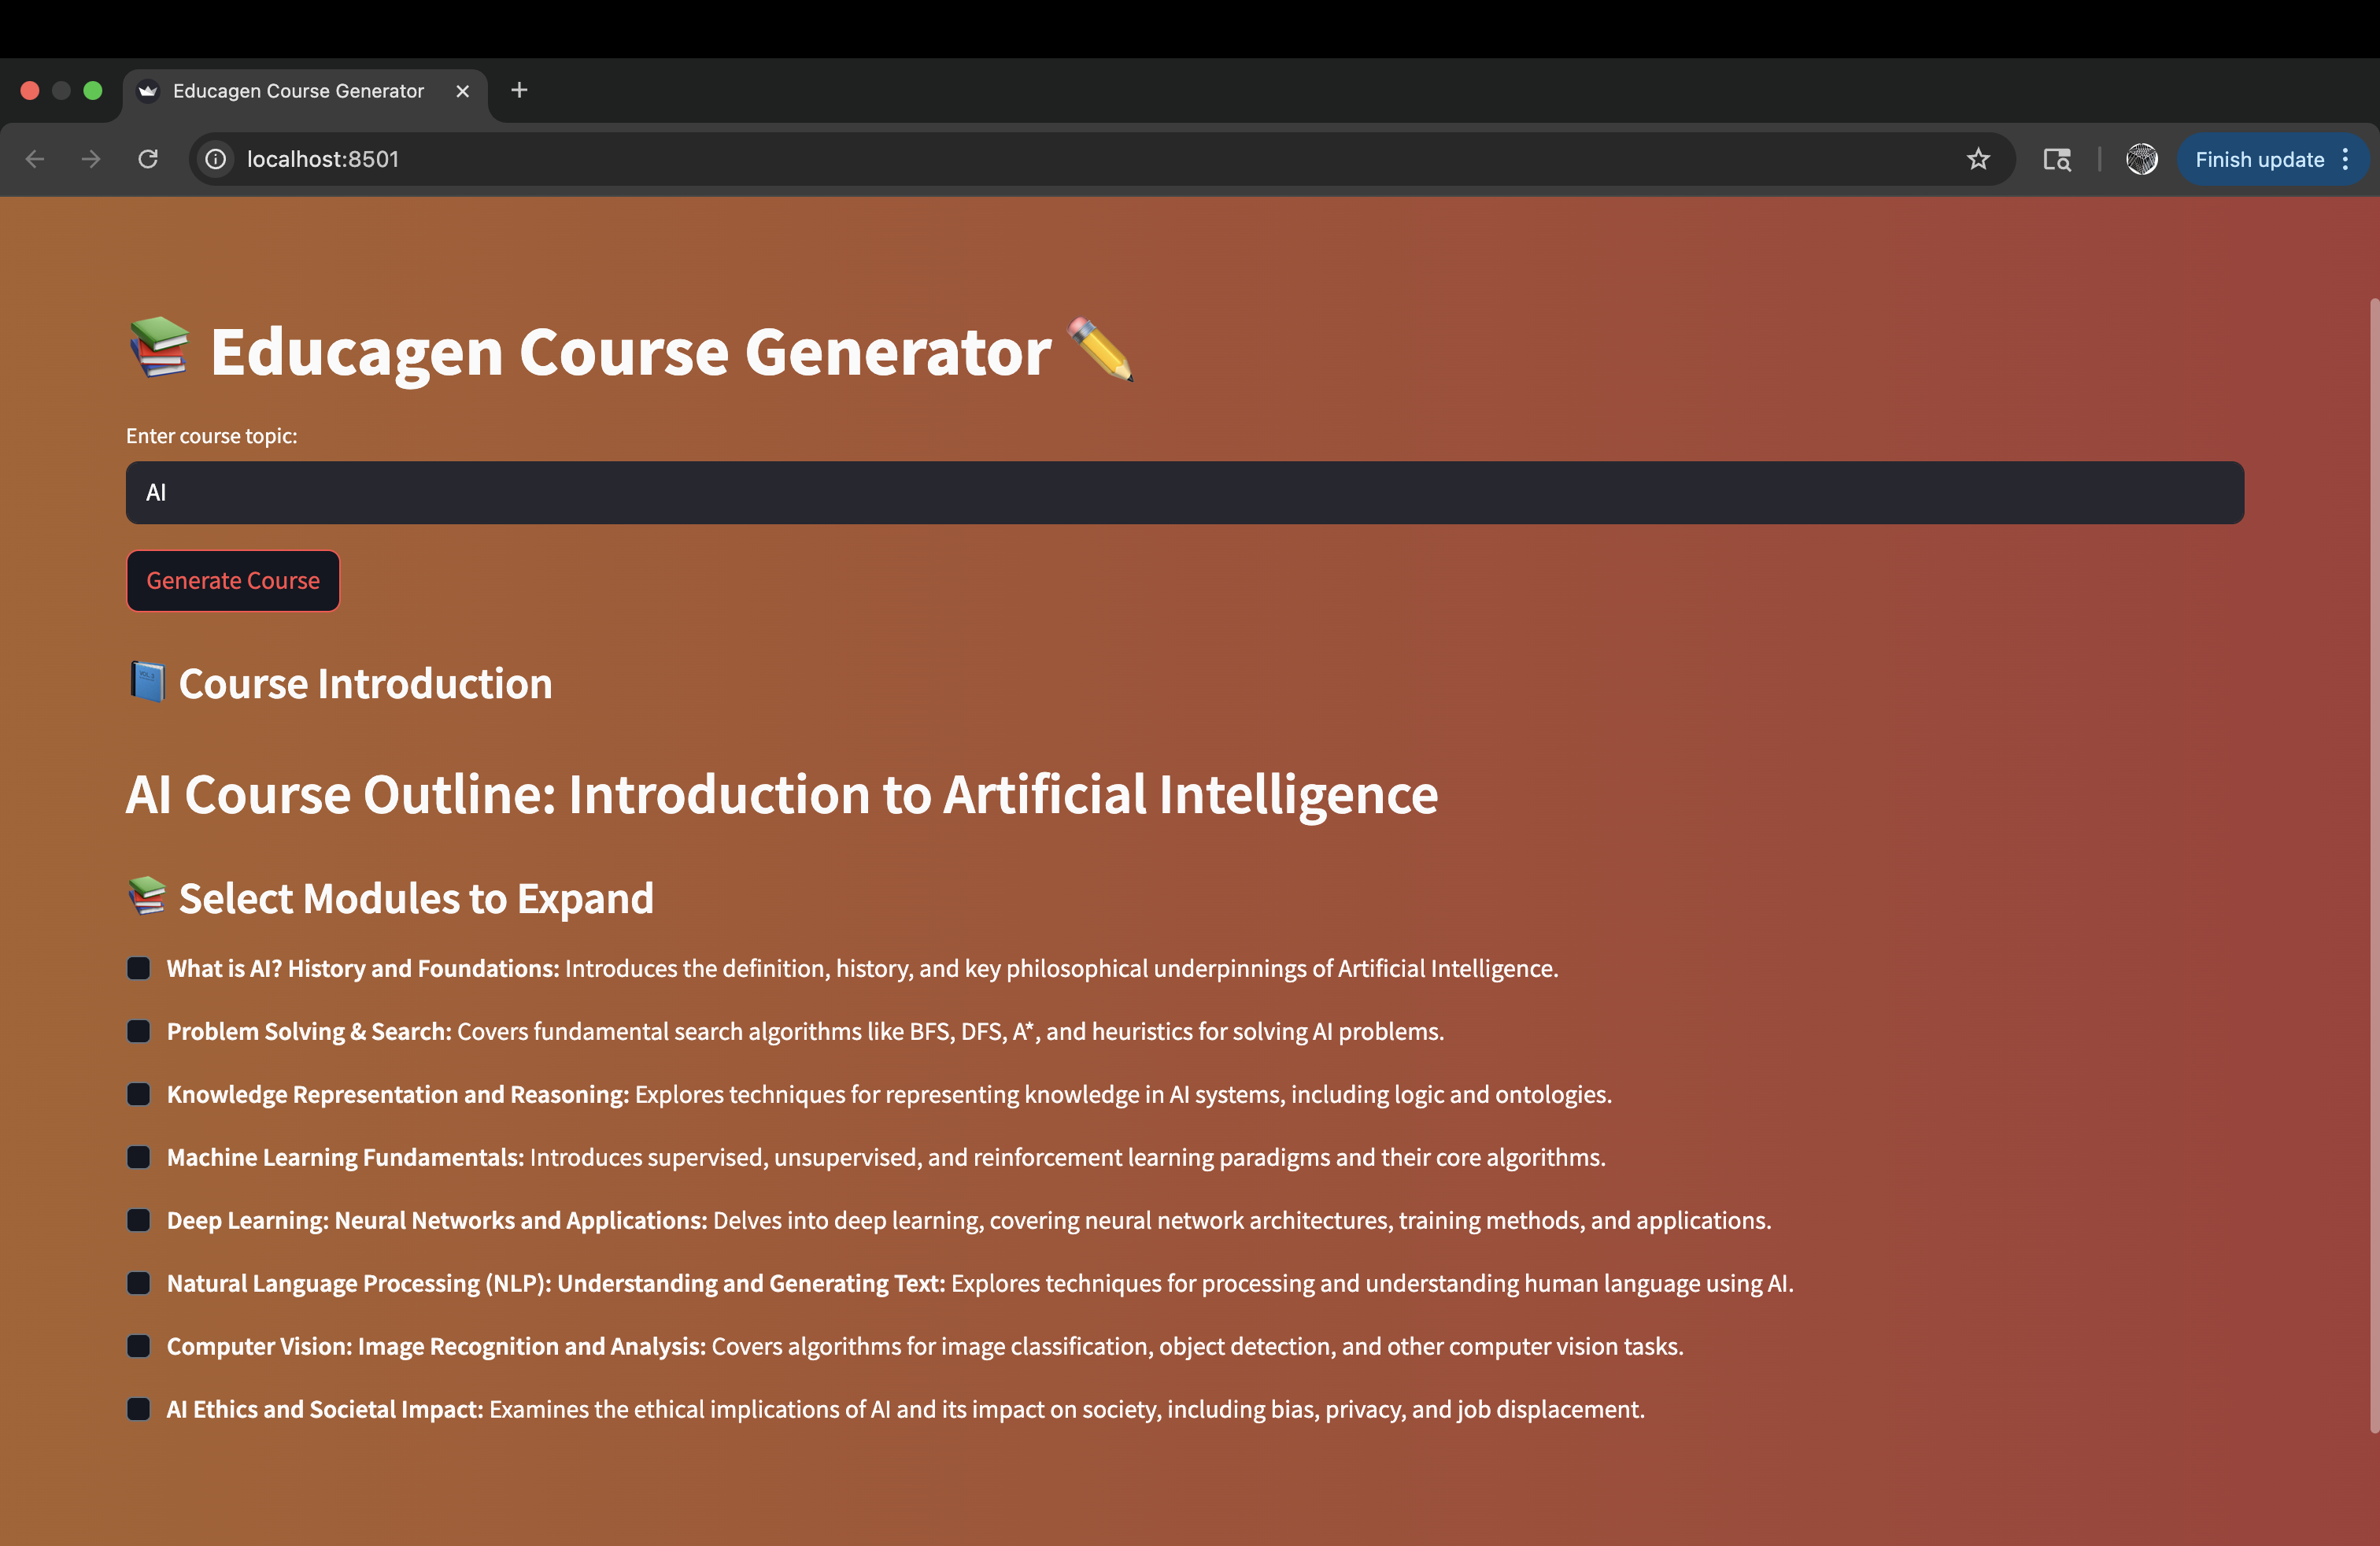 Educagen Course Generator
localhost:8501
Finish update
📚 Educagen Course Generator ✏️
Enter course topic:
AI
Generate Course
📘 Course Introduction
AI Course Outline: Introduction to Artificial Intelligence
📚 Select Modules to Expand
What is AI? History and Foundations: Introduces the definition, history, and key philosophical underpinnings of Artificial Intelligence.
Problem Solving & Search: Covers fundamental search algorithms like BFS, DFS, A*, and heuristics for solving AI problems.
Knowledge Representation and Reasoning: Explores techniques for representing knowledge in AI systems, including logic and ontologies.
Machine Learning Fundamentals: Introduces supervised, unsupervised, and reinforcement learning paradigms and their core algorithms.
Deep Learning: Neural Networks and Applications: Delves into deep learning, covering neural network architectures, training methods, and applications.
Natural Language Processing (NLP): Understanding and Generating Text: Explores techniques for processing and understanding human language using AI.
Computer Vision: Image Recognition and Analysis: Covers algorithms for image classification, object detection, and other computer vision tasks.
AI Ethics and Societal Impact: Examines the ethical implications of AI and its impact on society, including bias, privacy, and job displacement.